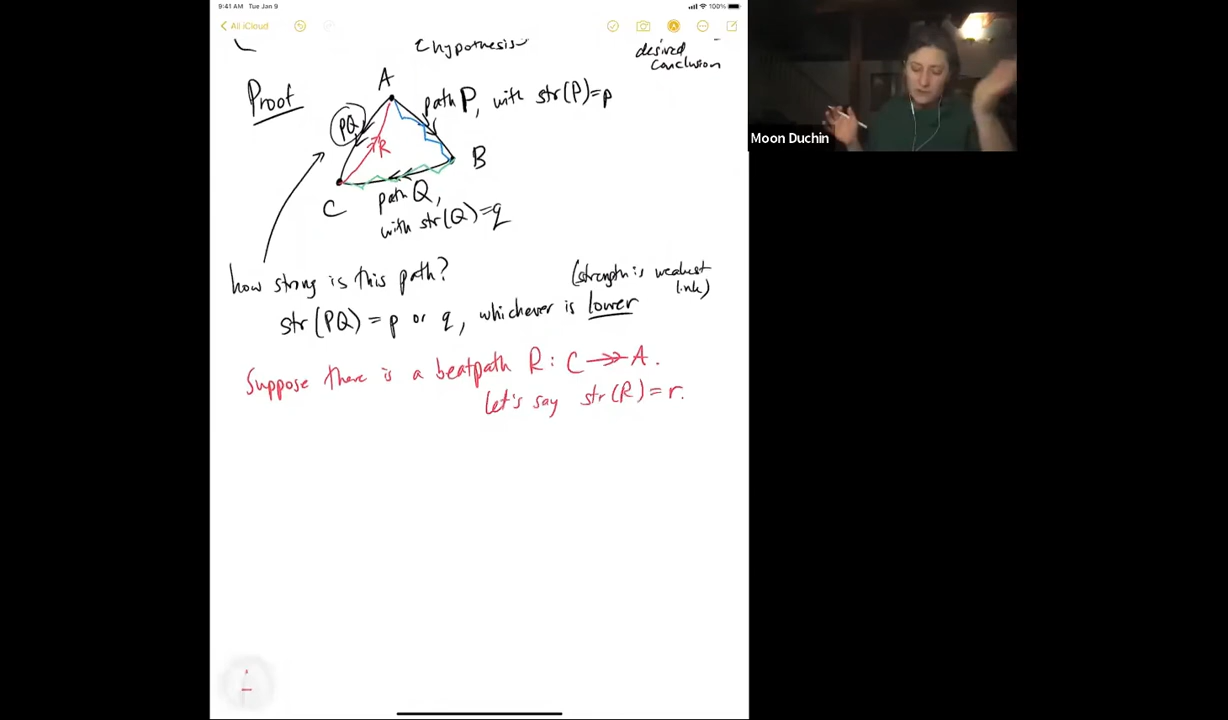 9:41 AM Tue Jan 9
100%
All iCloud
hypothesis
desired
conclusion
Proof
A
path P, with str(P)=p
PQ
R
B
C
path Q,
with str(Q)=q
how strong is this path?
(strength is weakest
link)
str(PQ) = p or q, whichever is lower
Suppose there is a beatpath R: C ↠ A.
Let's say str(R)=r.
Moon Duchin